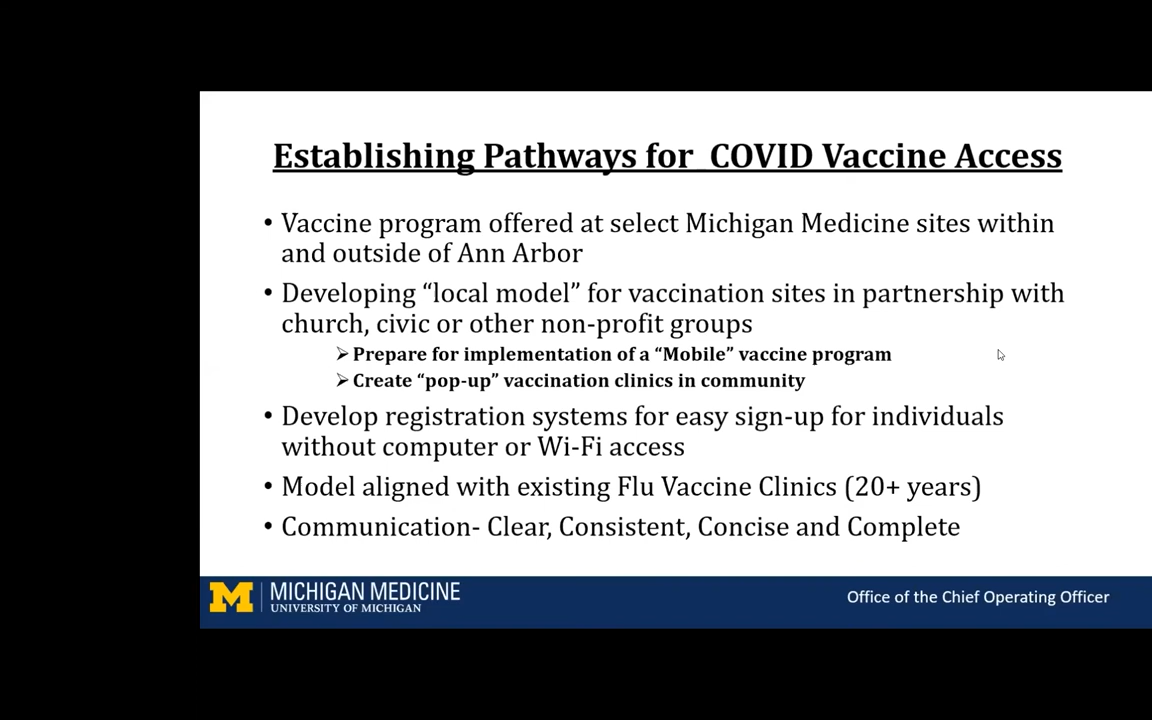 Establishing Pathways for COVID Vaccine Access
• Vaccine program offered at select Michigan Medicine sites within
and outside of Ann Arbor
• Developing “local model” for vaccination sites in partnership with
church, civic or other non-profit groups
➢ Prepare for implementation of a “Mobile” vaccine program
➢ Create “pop-up” vaccination clinics in community
• Develop registration systems for easy sign-up for individuals
without computer or Wi-Fi access
• Model aligned with existing Flu Vaccine Clinics (20+ years)
• Communication- Clear, Consistent, Concise and Complete
M MICHIGAN MEDICINE
UNIVERSITY OF MICHIGAN
Office of the Chief Operating Officer